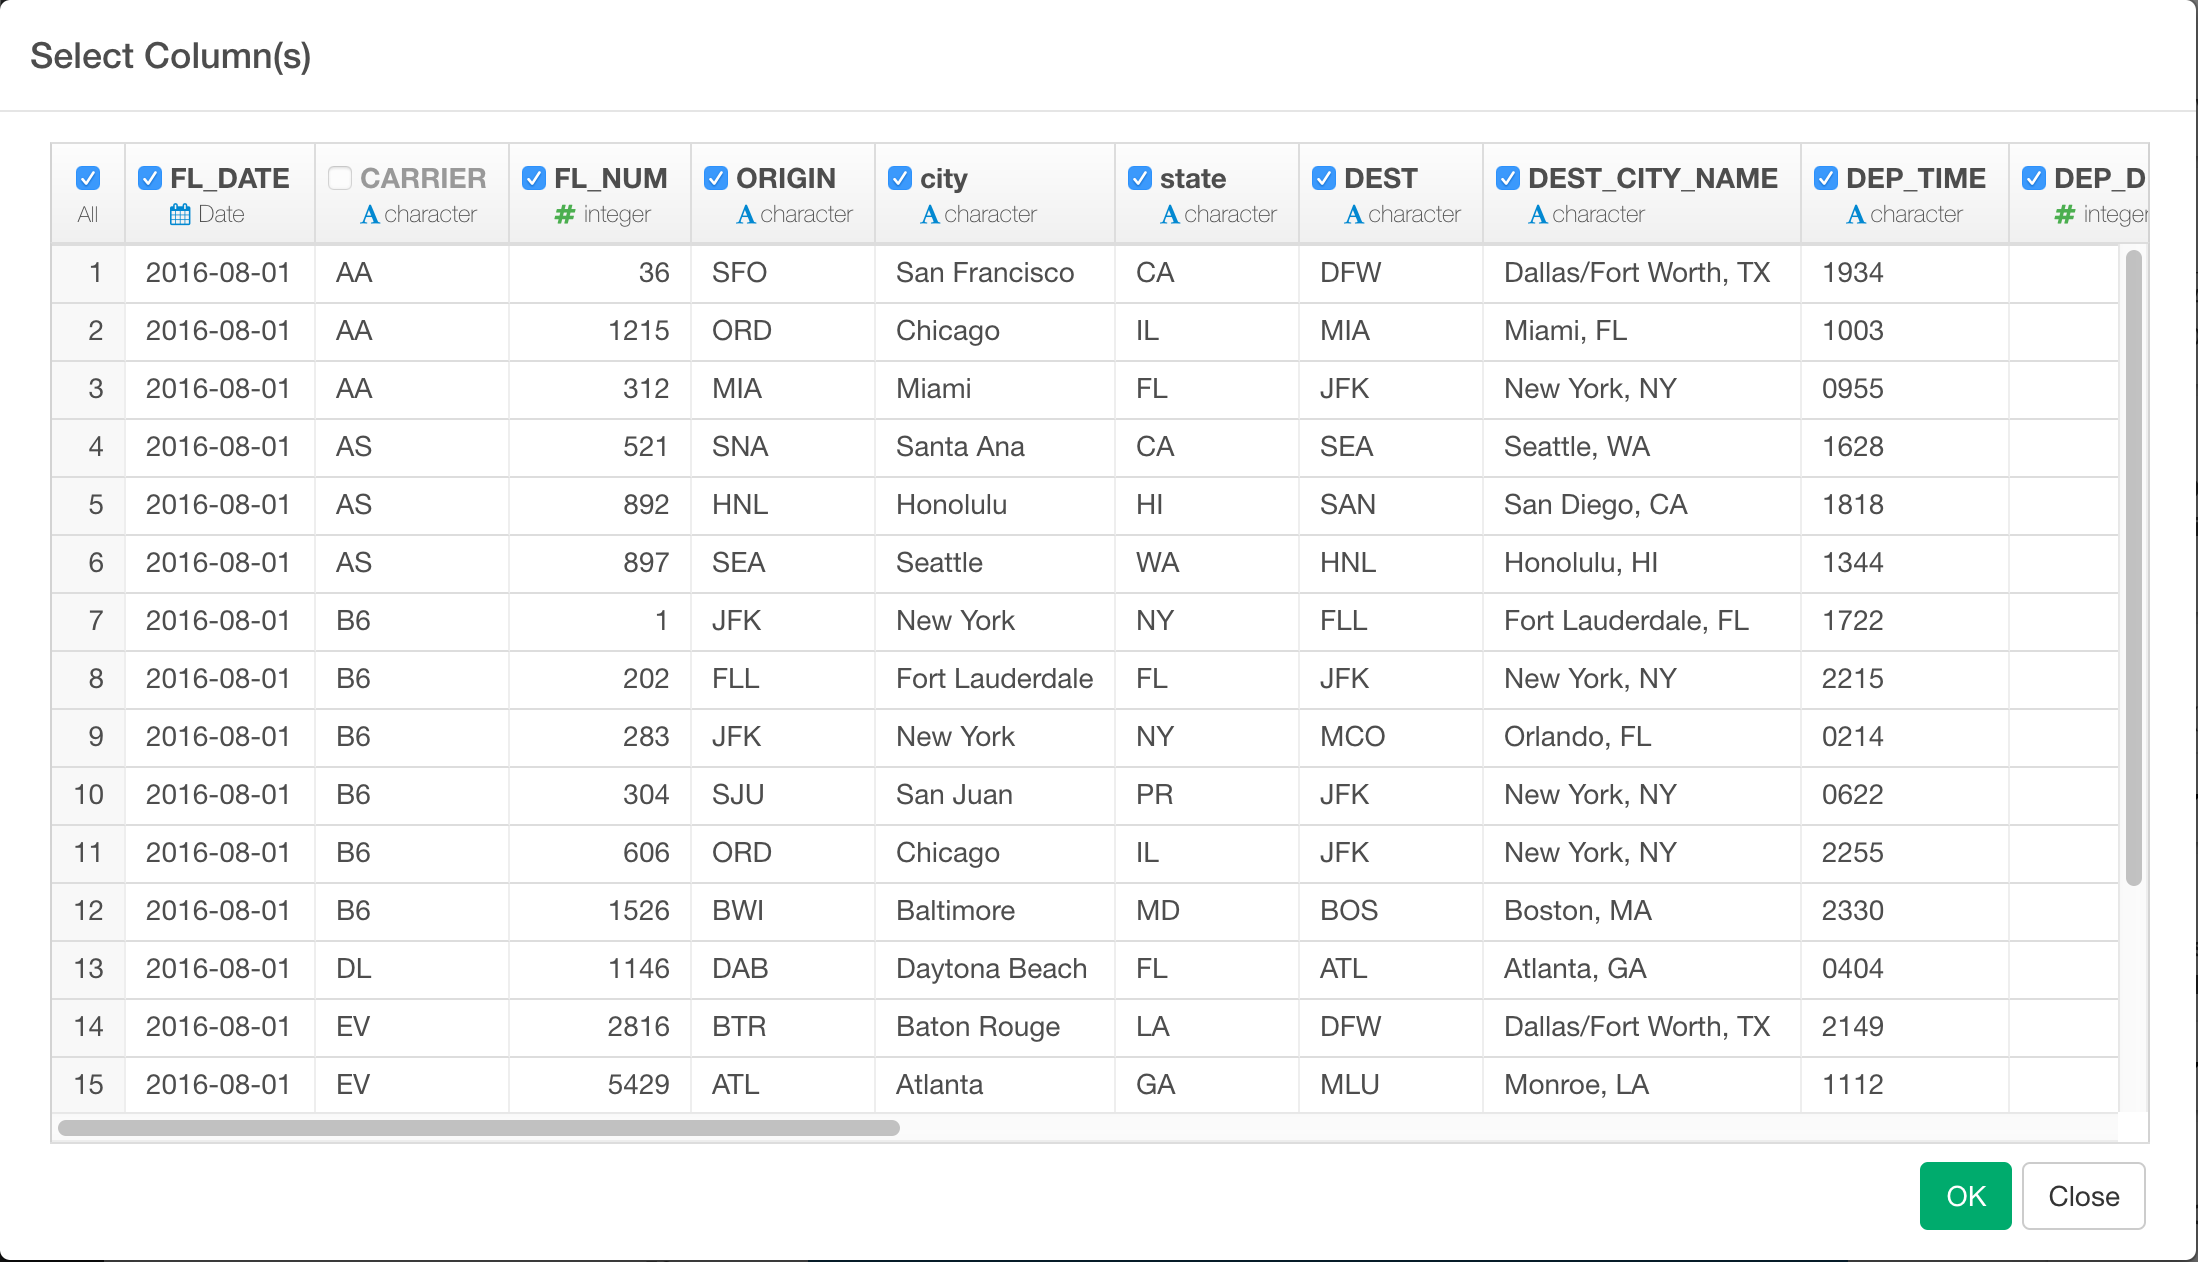 Select Column(s)
FL_DATE CARRIER FL_NUM ORIGIN city state DEST DEST_CITY_NAME DEP_TIME DEP_D
All Date A character # integer A character A character A character A character A character A character # integer
1 2016-08-01 AA 36 SFO San Francisco CA DFW Dallas/Fort Worth, TX 1934
2 2016-08-01 AA 1215 ORD Chicago IL MIA Miami, FL 1003
3 2016-08-01 AA 312 MIA Miami FL JFK New York, NY 0955
4 2016-08-01 AS 521 SNA Santa Ana CA SEA Seattle, WA 1628
5 2016-08-01 AS 892 HNL Honolulu HI SAN San Diego, CA 1818
6 2016-08-01 AS 897 SEA Seattle WA HNL Honolulu, HI 1344
7 2016-08-01 B6 1 JFK New York NY FLL Fort Lauderdale, FL 1722
8 2016-08-01 B6 202 FLL Fort Lauderdale FL JFK New York, NY 2215
9 2016-08-01 B6 283 JFK New York NY MCO Orlando, FL 0214
10 2016-08-01 B6 304 SJU San Juan PR JFK New York, NY 0622
11 2016-08-01 B6 606 ORD Chicago IL JFK New York, NY 2255
12 2016-08-01 B6 1526 BWI Baltimore MD BOS Boston, MA 2330
13 2016-08-01 DL 1146 DAB Daytona Beach FL ATL Atlanta, GA 0404
14 2016-08-01 EV 2816 BTR Baton Rouge LA DFW Dallas/Fort Worth, TX 2149
15 2016-08-01 EV 5429 ATL Atlanta GA MLU Monroe, LA 1112
OK Close